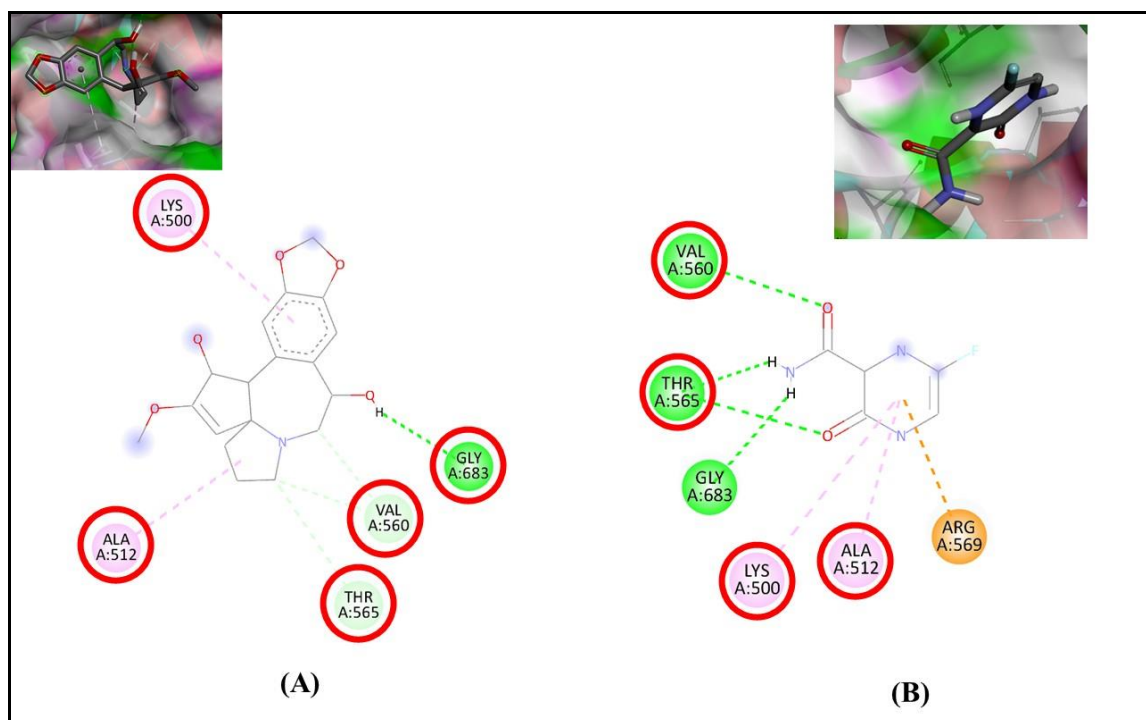 LYS
A:500
O
O
O
O
O
H
N
GLY
A:683
VAL
A:560
ALA
A:512
THR
A:565
(A)
VAL
A:560
O
H
N
H
N
F
THR
A:565
O
N
GLY
A:683
ARG
A:569
LYS
A:500
ALA
A:512
(B)